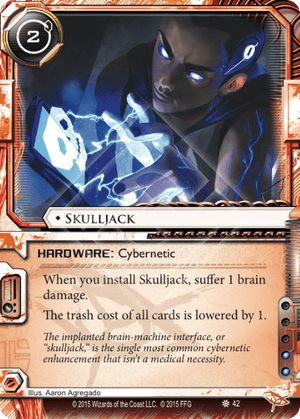 2
• Skulljack
HARDWARE: Cybernetic
When you install Skulljack, suffer 1 brain
damage.
The trash cost of all cards is lowered by 1.
The implanted brain-machine interface, or
“skulljack,” is the single most common cybernetic
enhancement that isn’t a medical necessity.
Illus. Aaron Agregado
© 2015 Wizards of the Coast LLC. © 2015 FFG 42